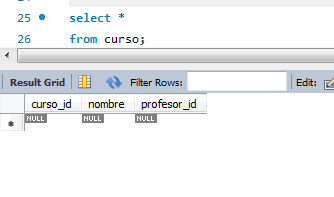 25 select *
26 from curso;
Result Grid Filter Rows: Edit:
curso_id nombre profesor_id
* NULL NULL NULL